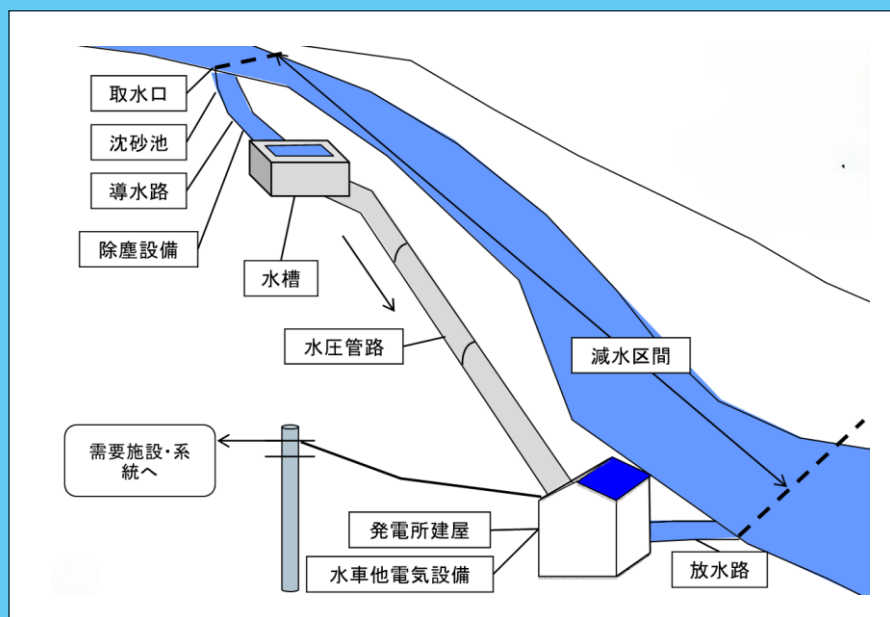 取水口
沈砂池
導水路
除塵設備
水槽
水圧管路
減水区間
需要施設・系
統へ
発電所建屋
水車他電気設備
放水路